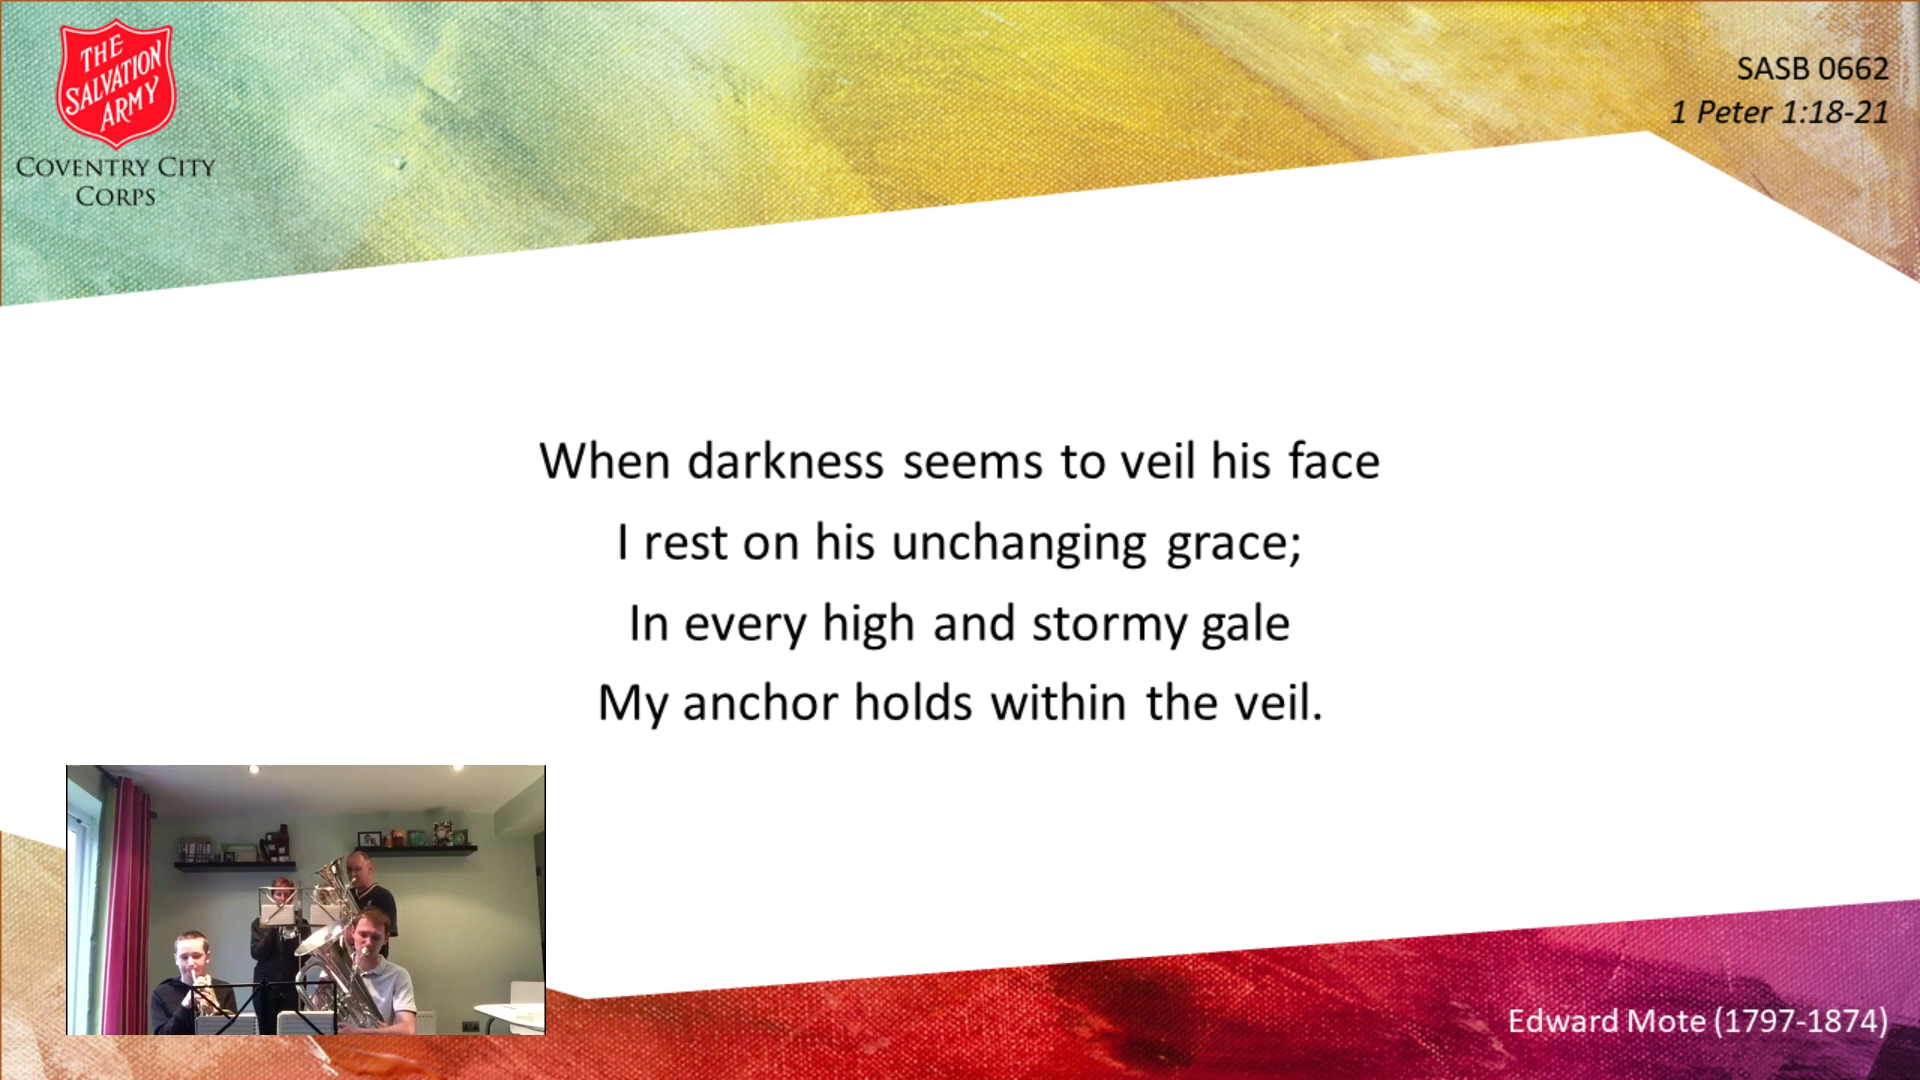 THE
SALVATION
ARMY
COVENTRY CITY
CORPS
SASB 0662
1 Peter 1:18-21
When darkness seems to veil his face
I rest on his unchanging grace;
In every high and stormy gale
My anchor holds within the veil.
Edward Mote (1797-1874)